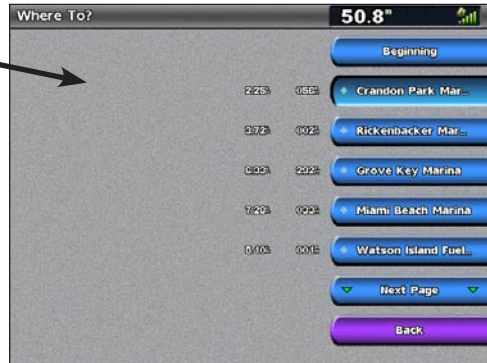 Where To? 50.8"
Beginning
Crandon Park Mar...
Rickenbacker Mar...
Grove Key Marina
Miami Beach Marina
Watson Island Fuel...
Next Page
Back